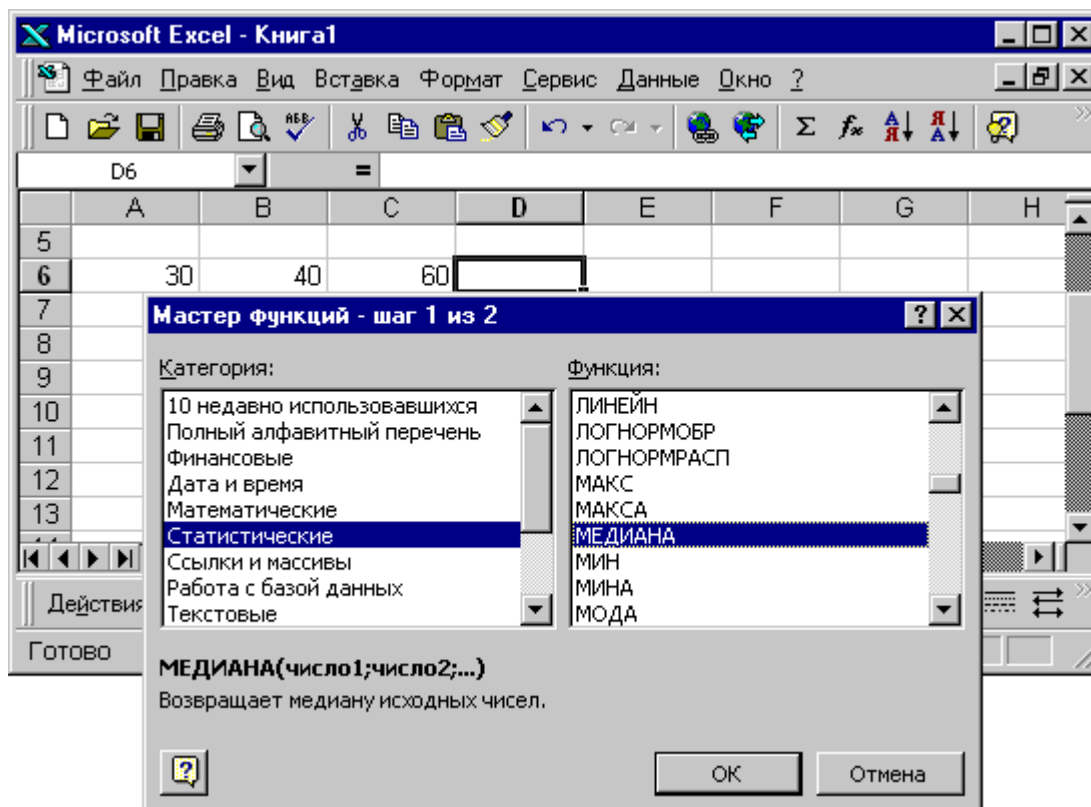 Microsoft Excel - Книга1
Файл Правка Вид Вставка Формат Сервис Данные Окно ?
D6 =
A B C D E F G H
5
6 30 40 60
7
8
9
10
11
12
13
Мастер функций - шаг 1 из 2
Категория:
10 недавно использовавшихся
Полный алфавитный перечень
Финансовые
Дата и время
Математические
Статистические
Ссылки и массивы
Работа с базой данных
Текстовые
Функция:
ЛИНЕЙН
ЛОГНОРМОБР
ЛОГНОРМРАСП
МАКС
МАКСА
МЕДИАНА
МИН
МИНА
МОДА
Действия
Готово
МЕДИАНА(число1;число2;...)
Возвращает медиану исходных чисел.
ОК Отмена